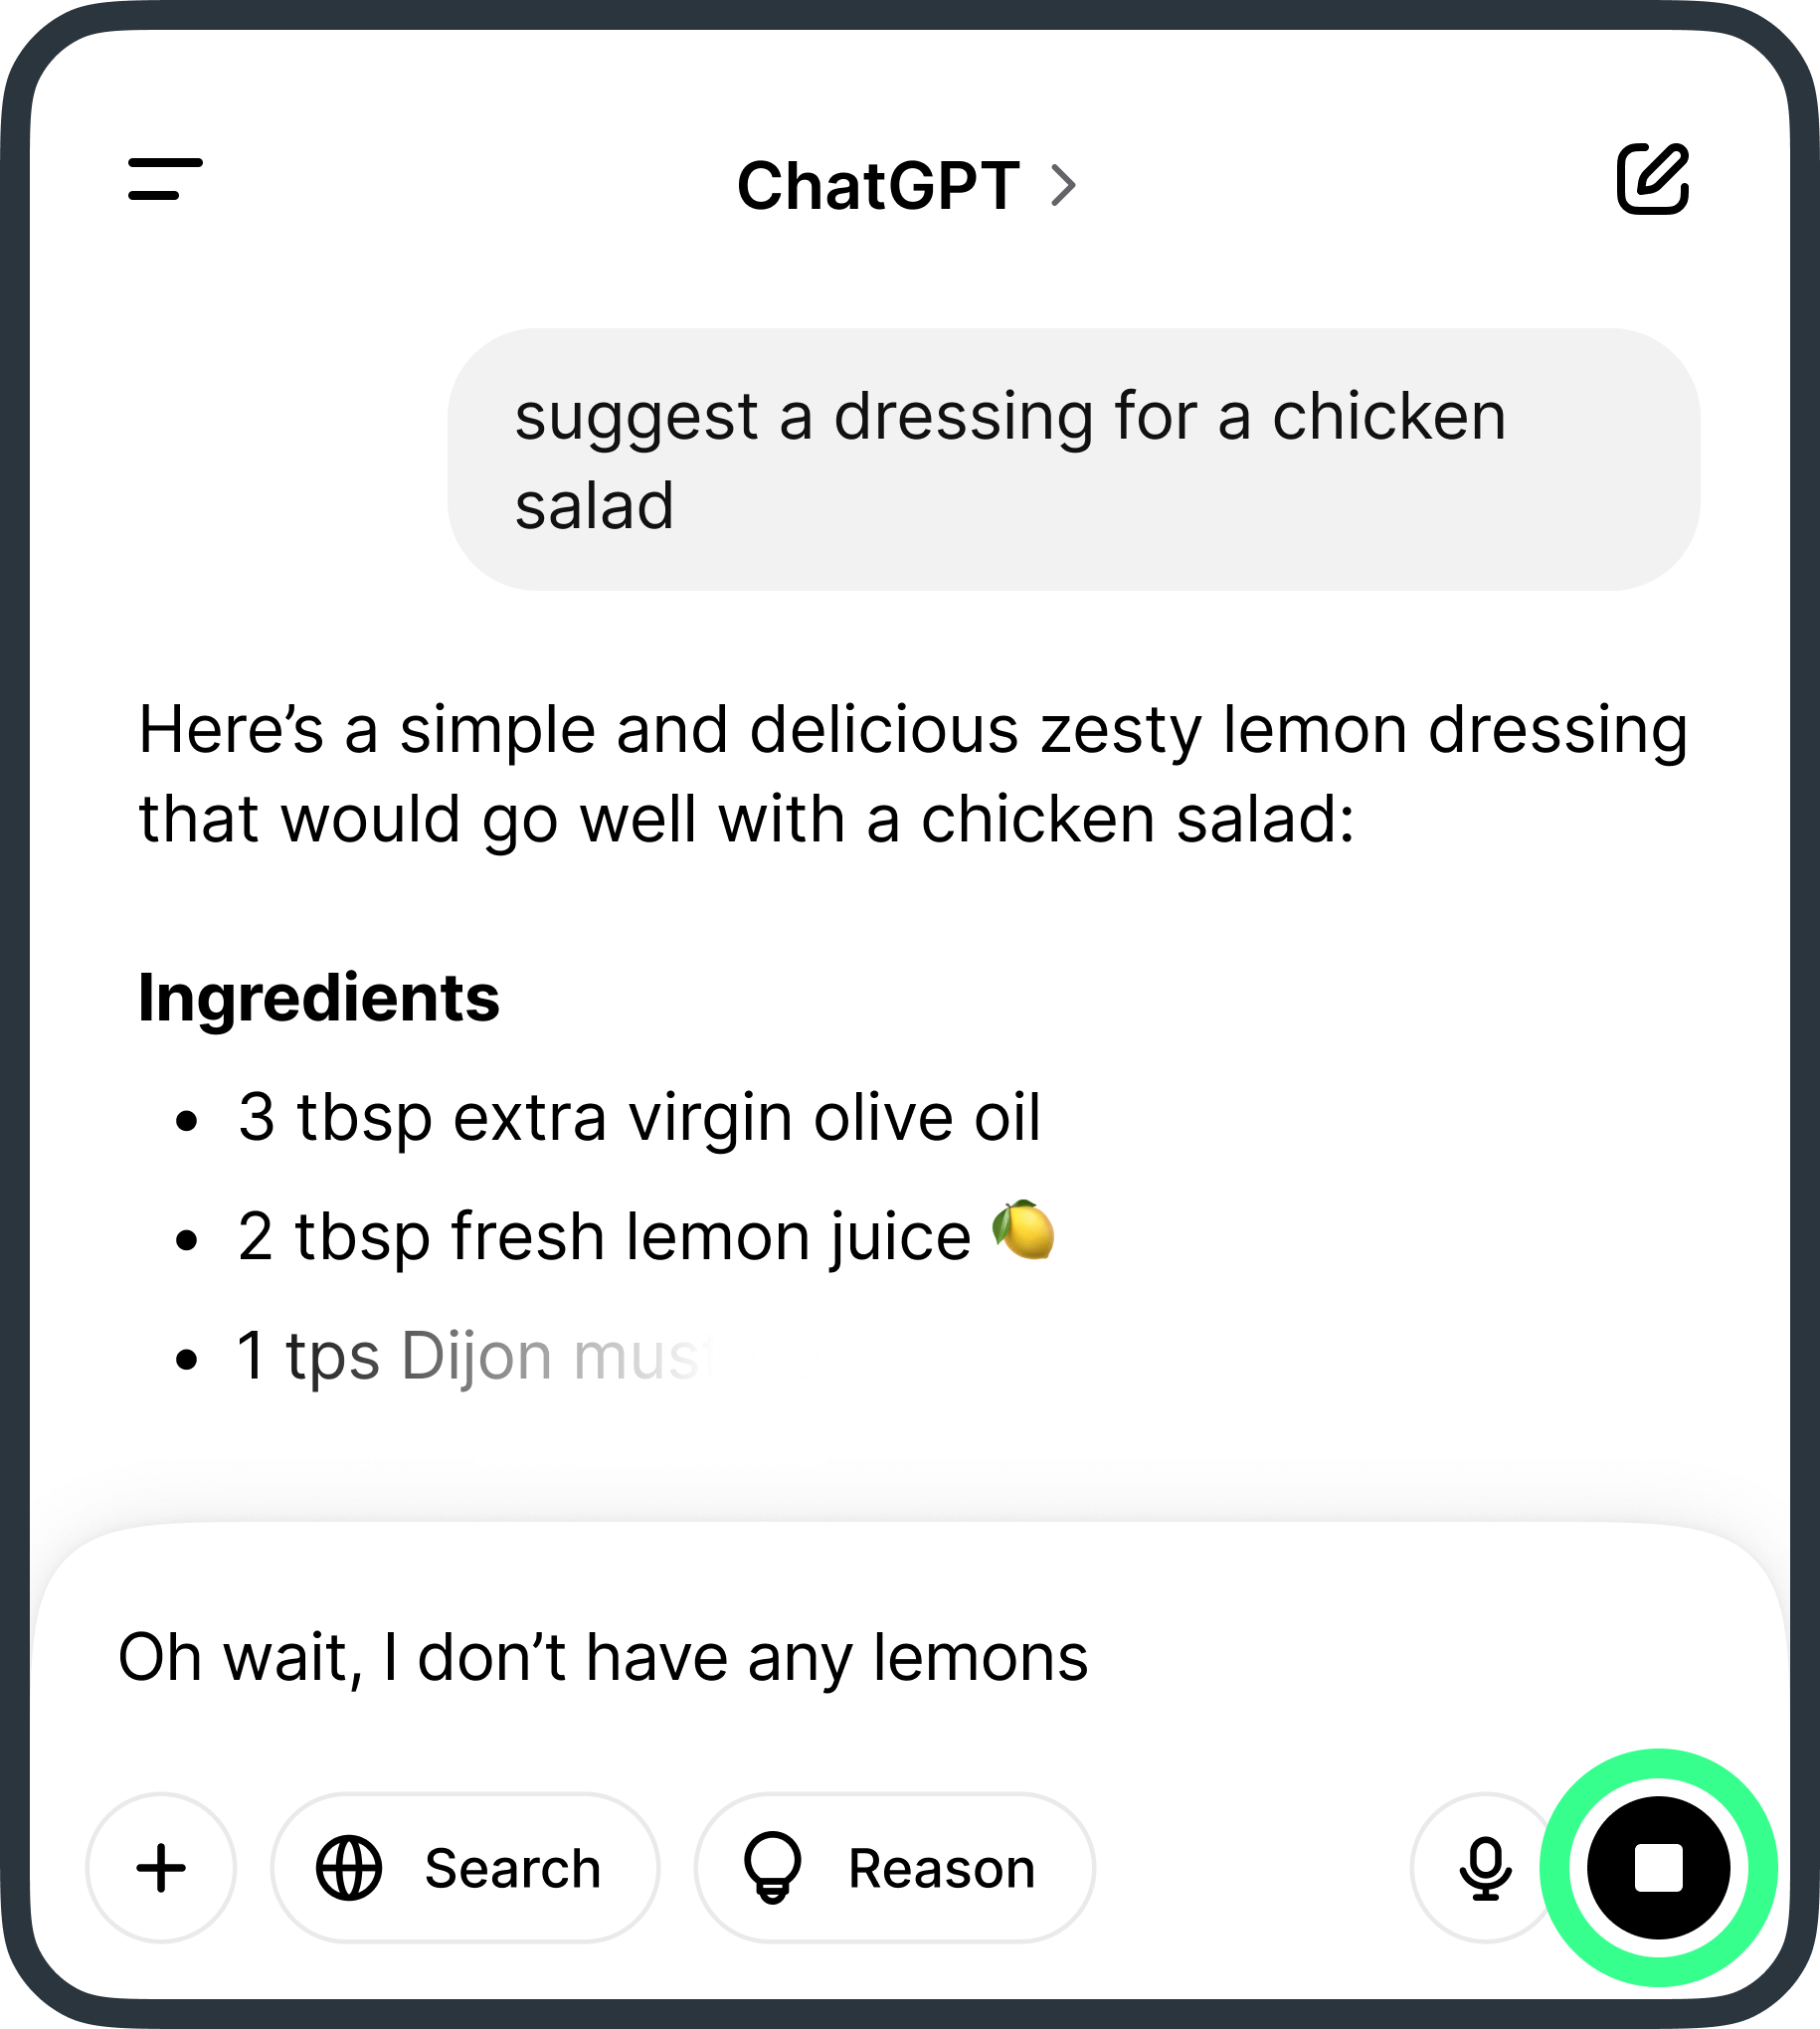 ChatGPT
suggest a dressing for a chicken
salad
Here’s a simple and delicious zesty lemon dressing
that would go well with a chicken salad:
Ingredients
• 3 tbsp extra virgin olive oil
• 2 tbsp fresh lemon juice 🍋
• 1 tps Dijon must
Oh wait, I don’t have any lemons
Search Reason